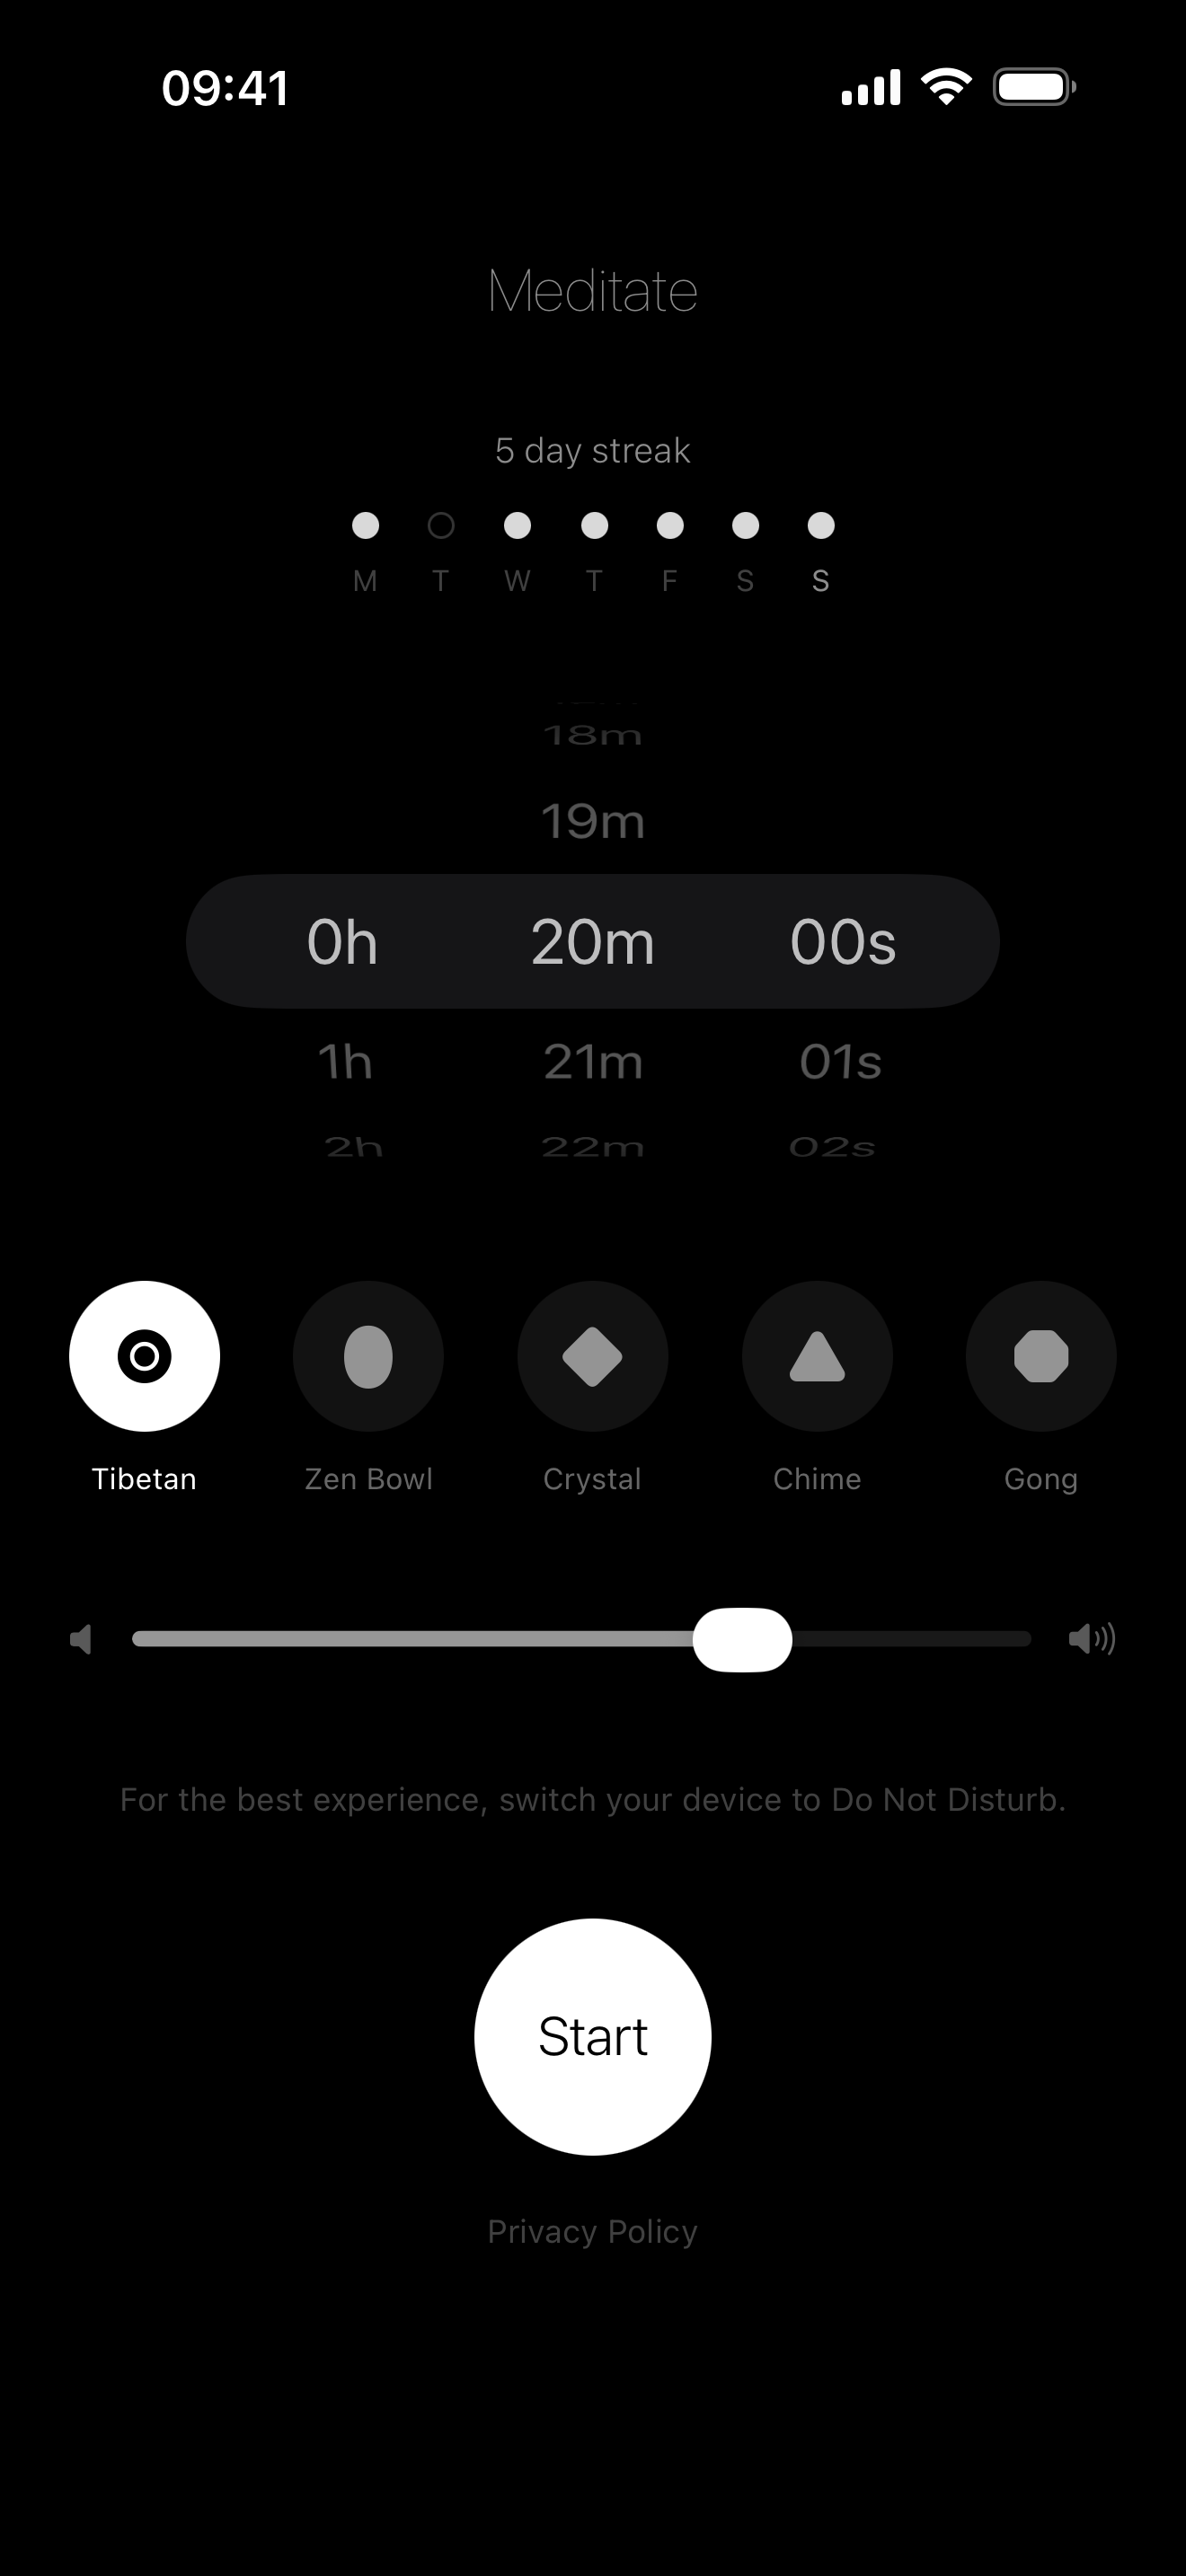 09:41
Meditate
5 day streak
M T W T F S S
18m
19m
0h 20m 00s
1h 21m 01s
2h 22m 02s
Tibetan Zen Bowl Crystal Chime Gong
For the best experience, switch your device to Do Not Disturb.
Start
Privacy Policy